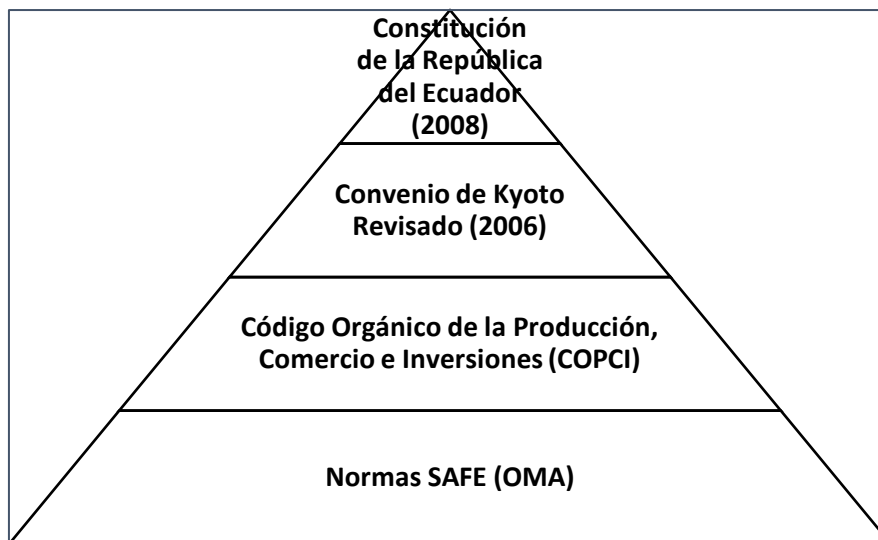 Constitución
de la República
del Ecuador
(2008)
Convenio de Kyoto
Revisado (2006)
Código Orgánico de la Producción,
Comercio e Inversiones (COPCI)
Normas SAFE (OMA)